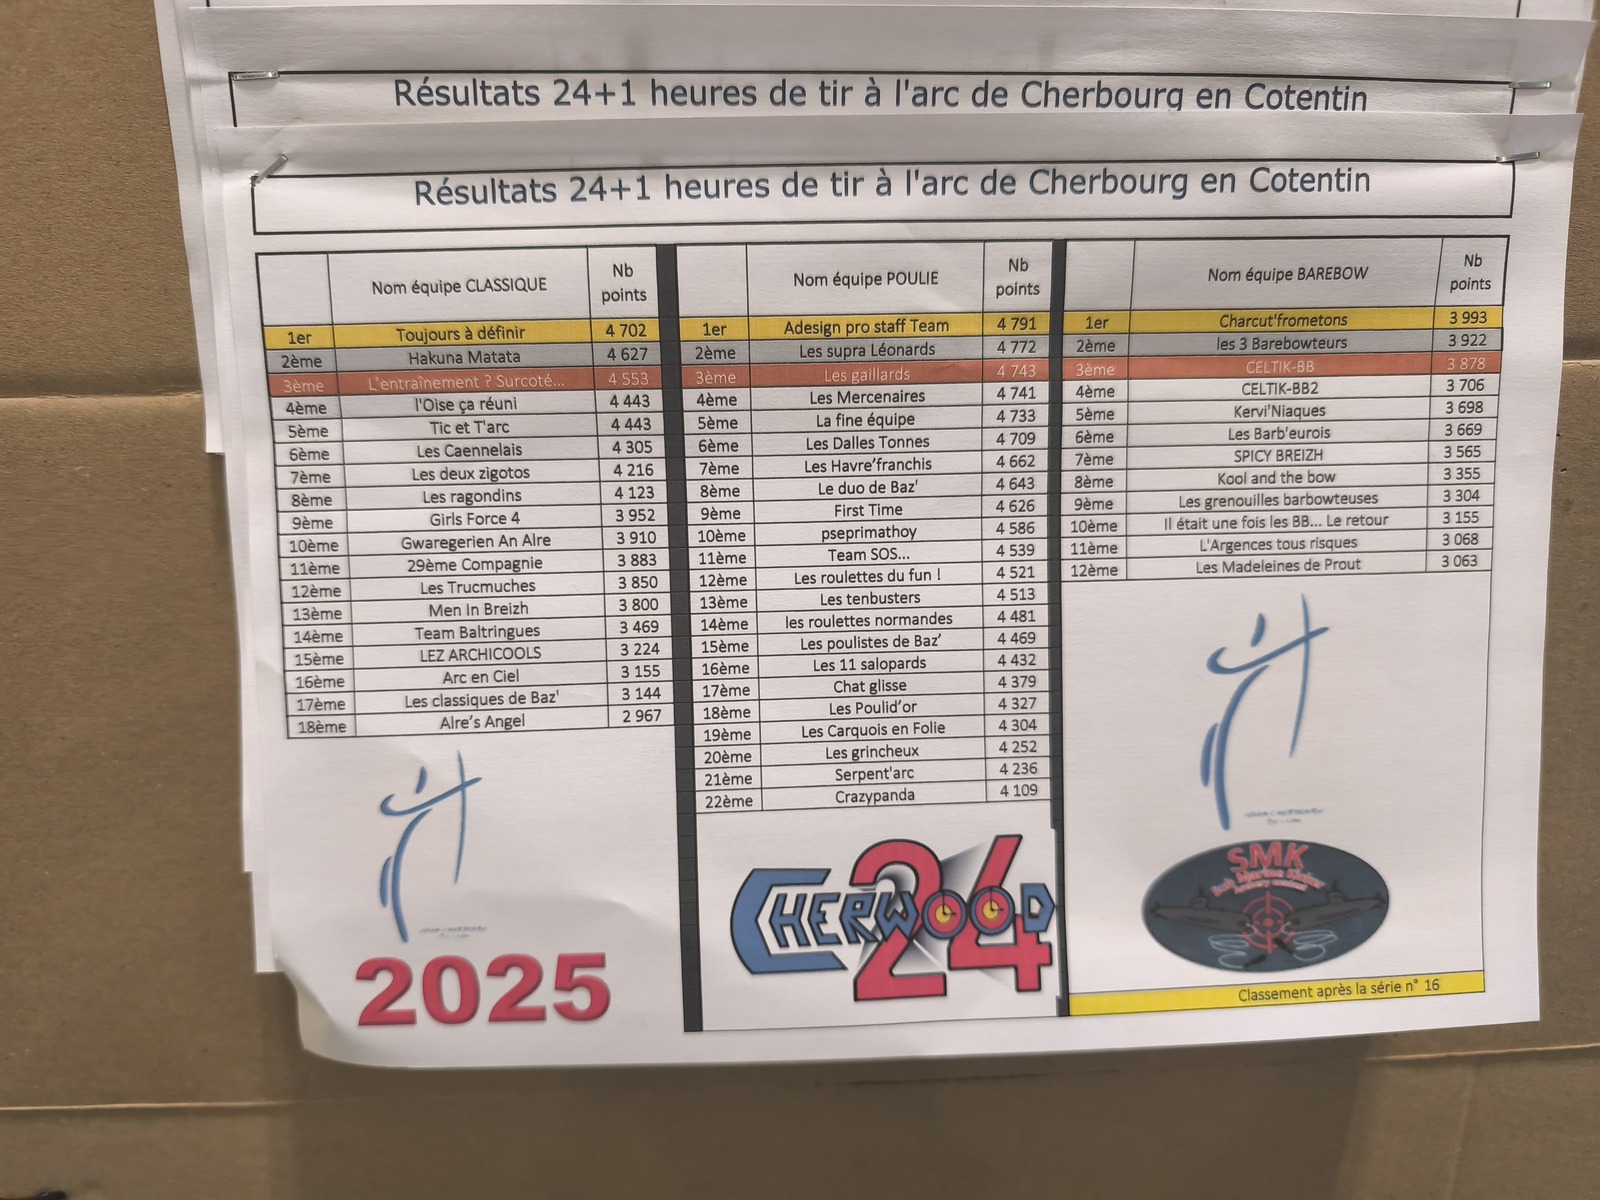 Résultats 24+1 heures de tir à l'arc de Cherbourg en Cotentin
Résultats 24+1 heures de tir à l'arc de Cherbourg en Cotentin
Nom équipe CLASSIQUE Nb points
1er Toujours à définir 4 702
2ème Hakuna Matata 4 627
3ème L'entraînement ? Surcoté... 4 553
4ème l'Oise ça réuni 4 443
5ème Tic et T'arc 4 443
6ème Les Caennelais 4 305
7ème Les deux zigotos 4 216
8ème Les ragondins 4 123
9ème Girls Force 4 3 952
10ème Gwaregerien An Alre 3 910
11ème 29ème Compagnie 3 883
12ème Les Trucmuches 3 850
13ème Men In Breizh 3 800
14ème Team Baltringues 3 469
15ème LEZ ARCHICOOLS 3 224
16ème Arc en Ciel 3 155
17ème Les classiques de Baz' 3 144
18ème Alre's Angel 2 967
2025
Nom équipe POULIE Nb points
1er Adesign pro staff Team 4 791
2ème Les supra Léonards 4 772
3ème Les gaillards 4 743
4ème Les Mercenaires 4 741
5ème La fine équipe 4 733
6ème Les Dalles Tonnes 4 709
7ème Les Havre'franchis 4 662
8ème Le duo de Baz' 4 643
9ème First Time 4 626
10ème pseprimathoy 4 586
11ème Team SOS... 4 539
12ème Les roulettes du fun ! 4 521
13ème Les tenbusters 4 513
14ème les roulettes normandes 4 481
15ème Les poulistes de Baz' 4 469
16ème Les 11 salopards 4 432
17ème Chat glisse 4 379
18ème Les Poulid'or 4 327
19ème Les Carquois en Folie 4 304
20ème Les grincheux 4 252
21ème Serpent'arc 4 236
22ème Crazypanda 4 109
CHERWOOD 24
Nom équipe BAREBOW Nb points
1er Charcut'frometons 3 993
2ème les 3 Barebowteurs 3 922
3ème CELTIK-BB 3 878
4ème CELTIK-BB2 3 706
5ème Kervi'Niaques 3 698
6ème Les Barb'eurois 3 669
7ème SPICY BREIZH 3 565
8ème Kool and the bow 3 355
9ème Les grenouilles barbowteuses 3 304
10ème Il était une fois les BB... Le retour 3 155
11ème L'Argences tous risques 3 068
12ème Les Madeleines de Prout 3 063
SMK
Classement après la série n° 16